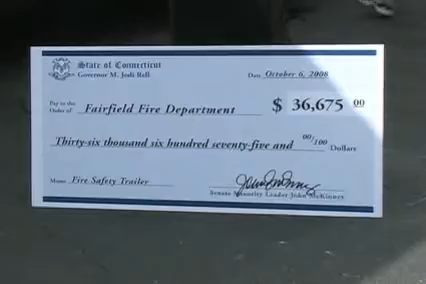 State of Connecticut
Governor M. Jodi Rell
Date October 6, 2008
Pay to the
Order of Fairfield Fire Department $ 36,675 00
Thirty-six thousand six hundred seventy-five and 00/100 Dollars
Memo Fire Safety Trailer
Senate Minority Leader John McKinney